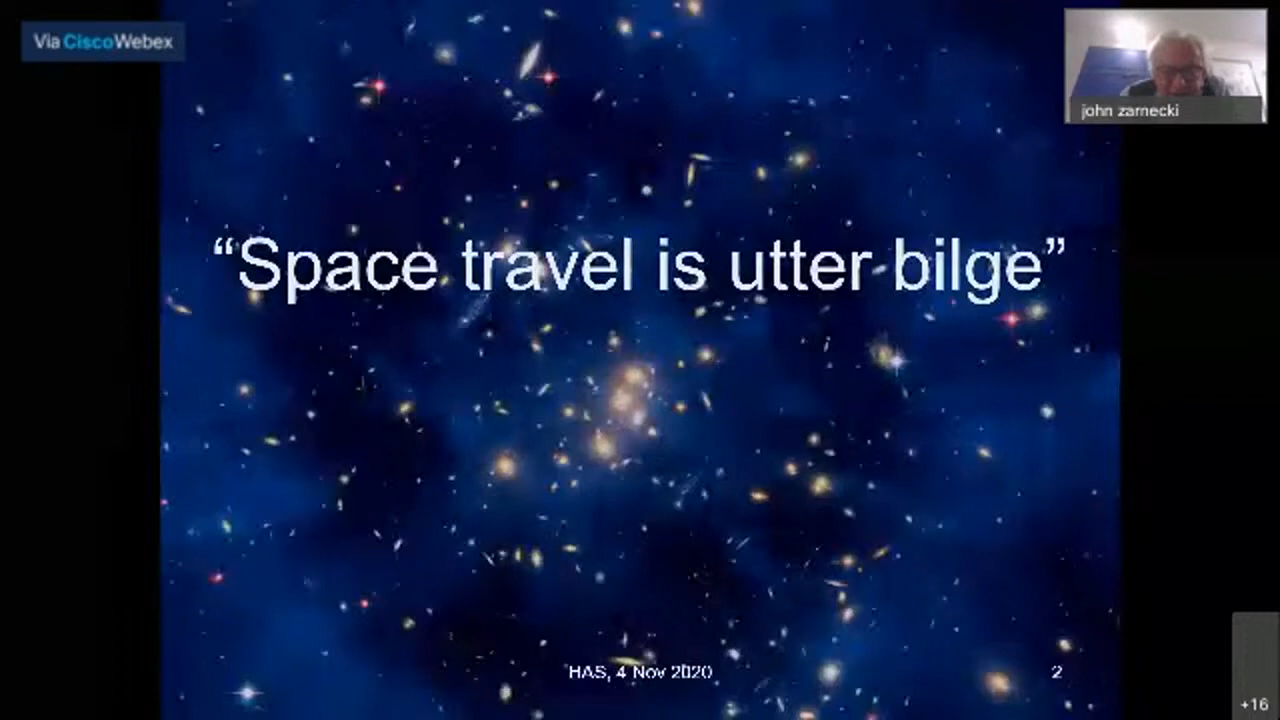 Via CiscoWebex
john zarnecki
“Space travel is utter bilge”
HAS, 4 Nov 2020
2
+16